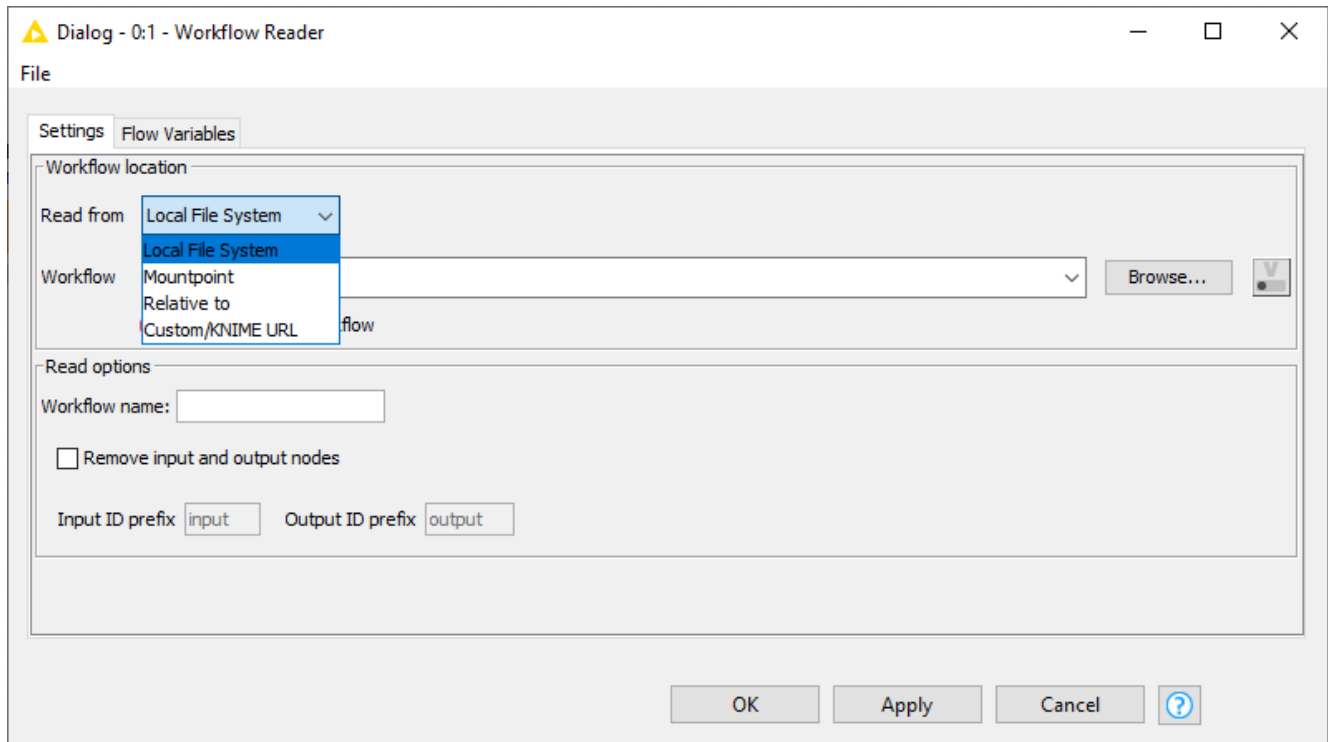 Dialog - 0:1 - Workflow Reader
File
Settings Flow Variables
Workflow location
Read from Local File System
Local File System
Workflow Mountpoint Browse... V
Relative to
Custom/KNIME URL flow
Read options
Workflow name:
Remove input and output nodes
Input ID prefix input Output ID prefix output
OK Apply Cancel ?